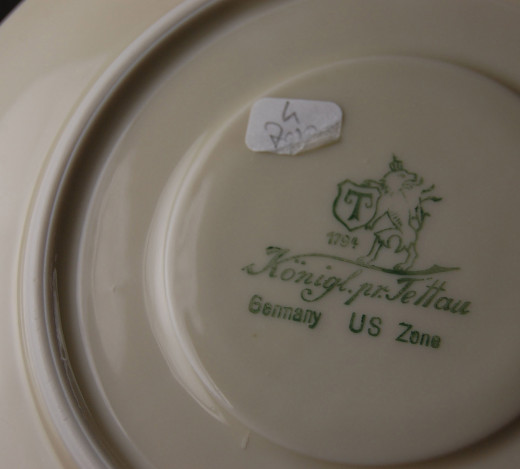 T
1794
Königl. pr. Tettau
Germany US Zone